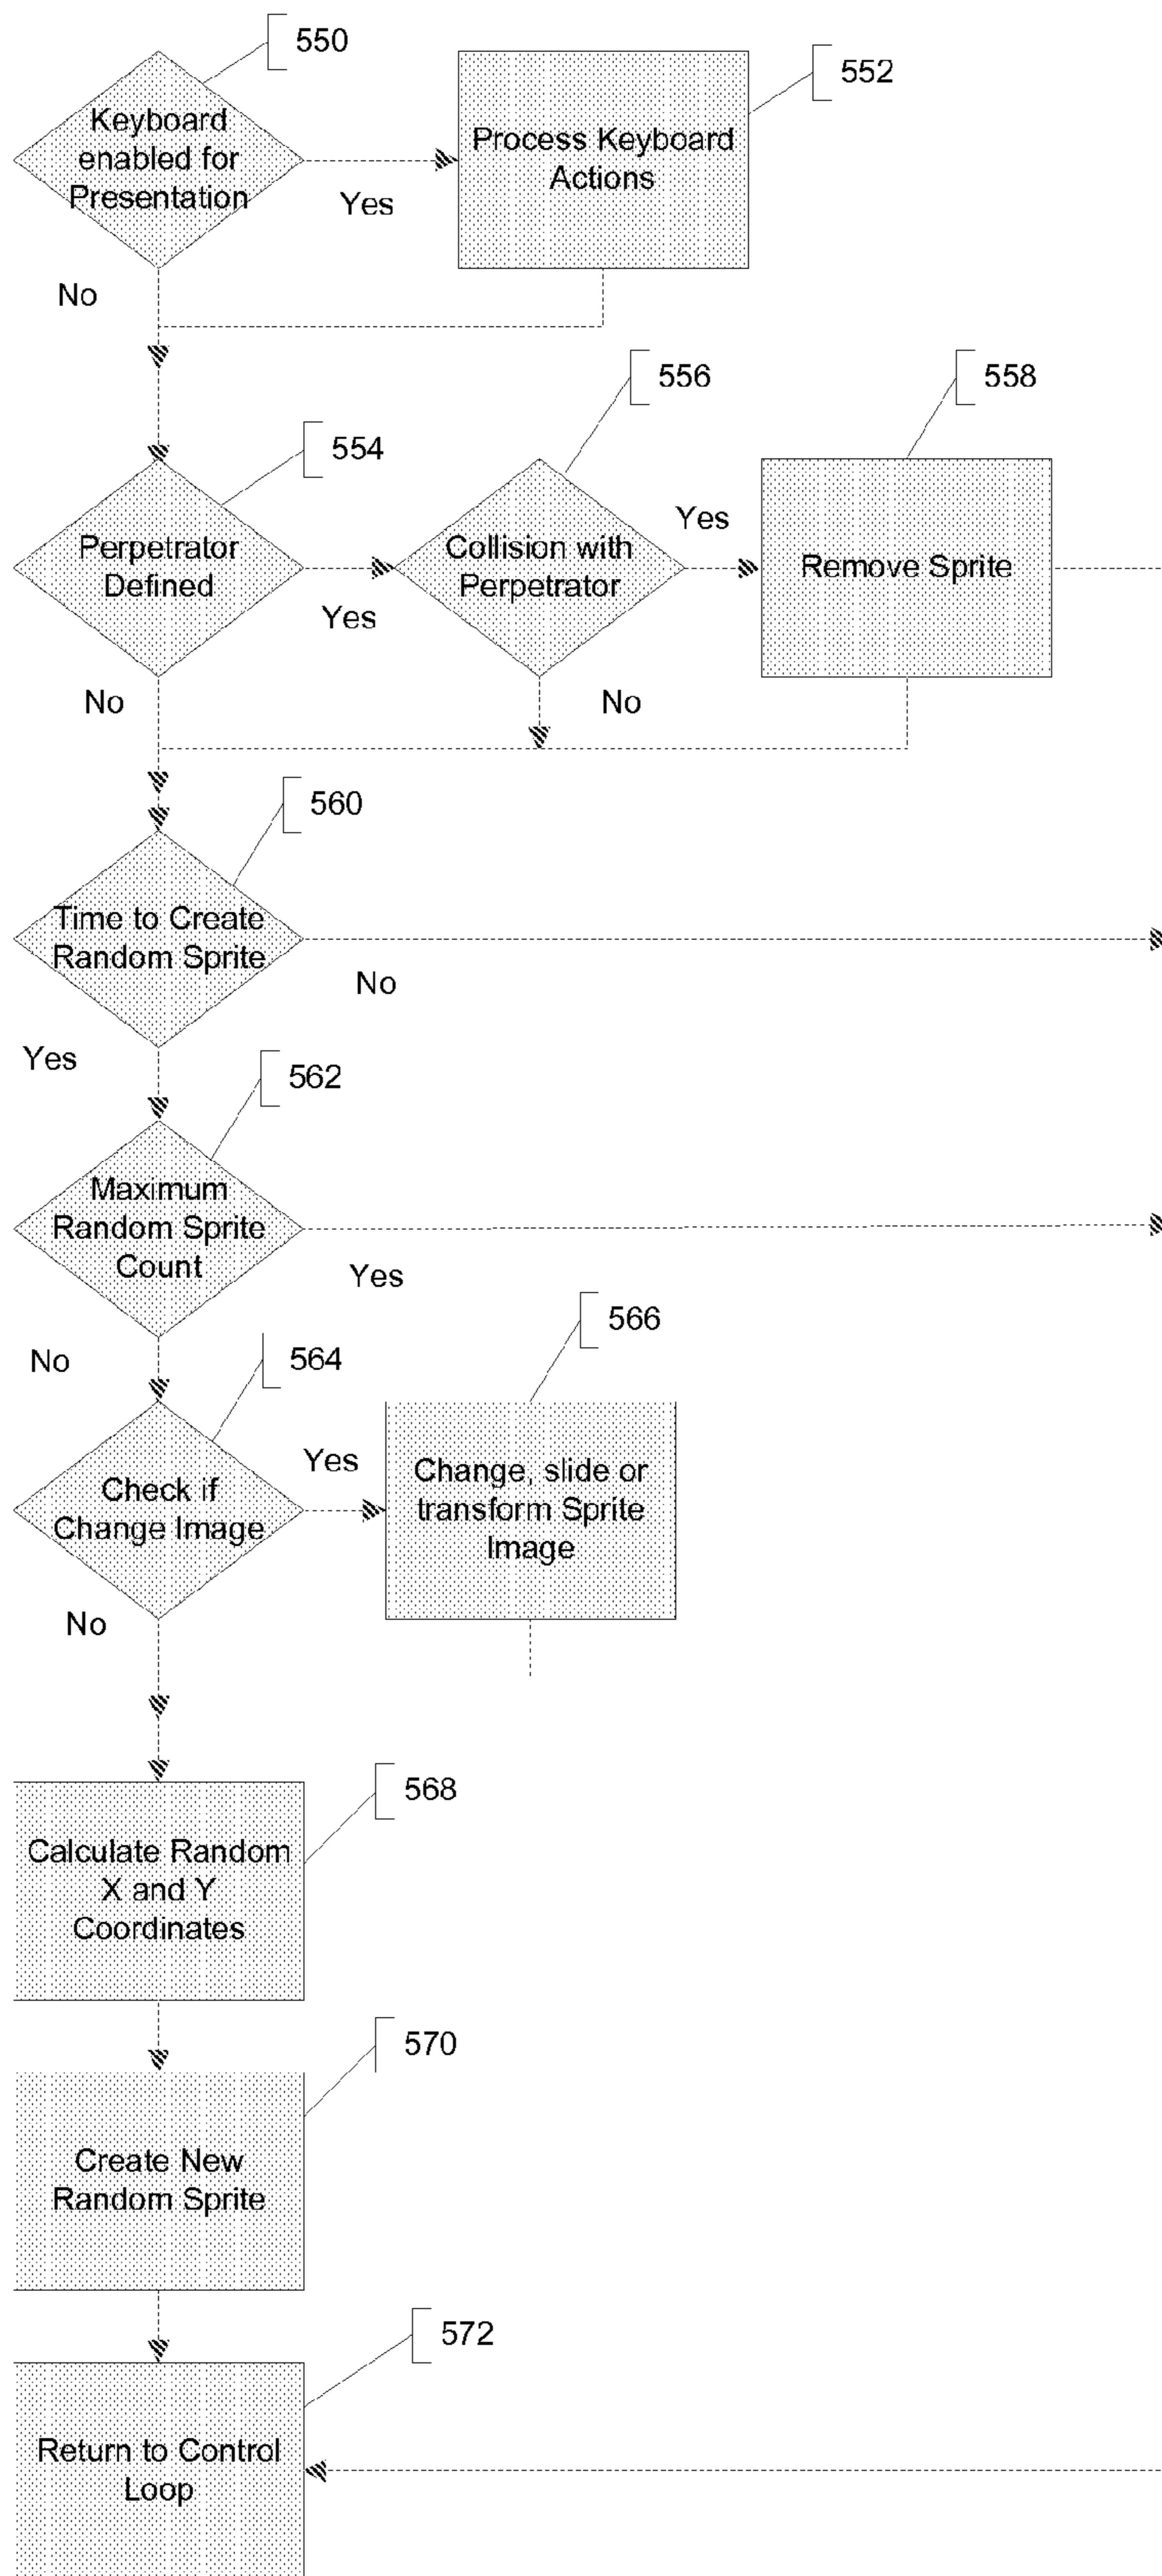 550
552
Keyboard
enabled for
Presentation
Process Keyboard
Actions
Yes
No
556
558
554
Perpetrator
Defined
Collision with
Perpetrator
Yes
Remove Sprite
Yes
No
No
560
Time to Create
Random Sprite
No
Yes
562
Maximum
Random Sprite
Count
Yes
566
No
564
Yes
Check if
Change Image
Change, slide or
transform Sprite
Image
No
568
Calculate Random
X and Y
Coordinates
570
Create New
Random Sprite
572
Return to Control
Loop